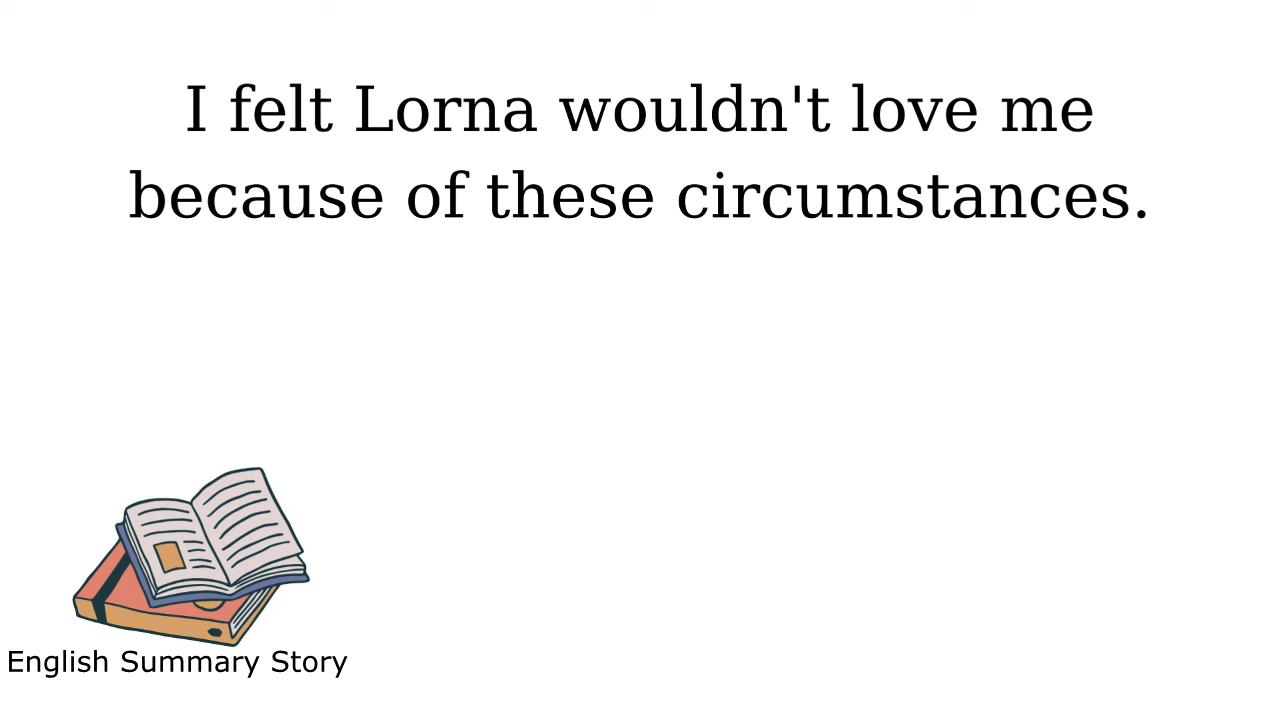 I felt Lorna wouldn't love me
because of these circumstances.
English Summary Story